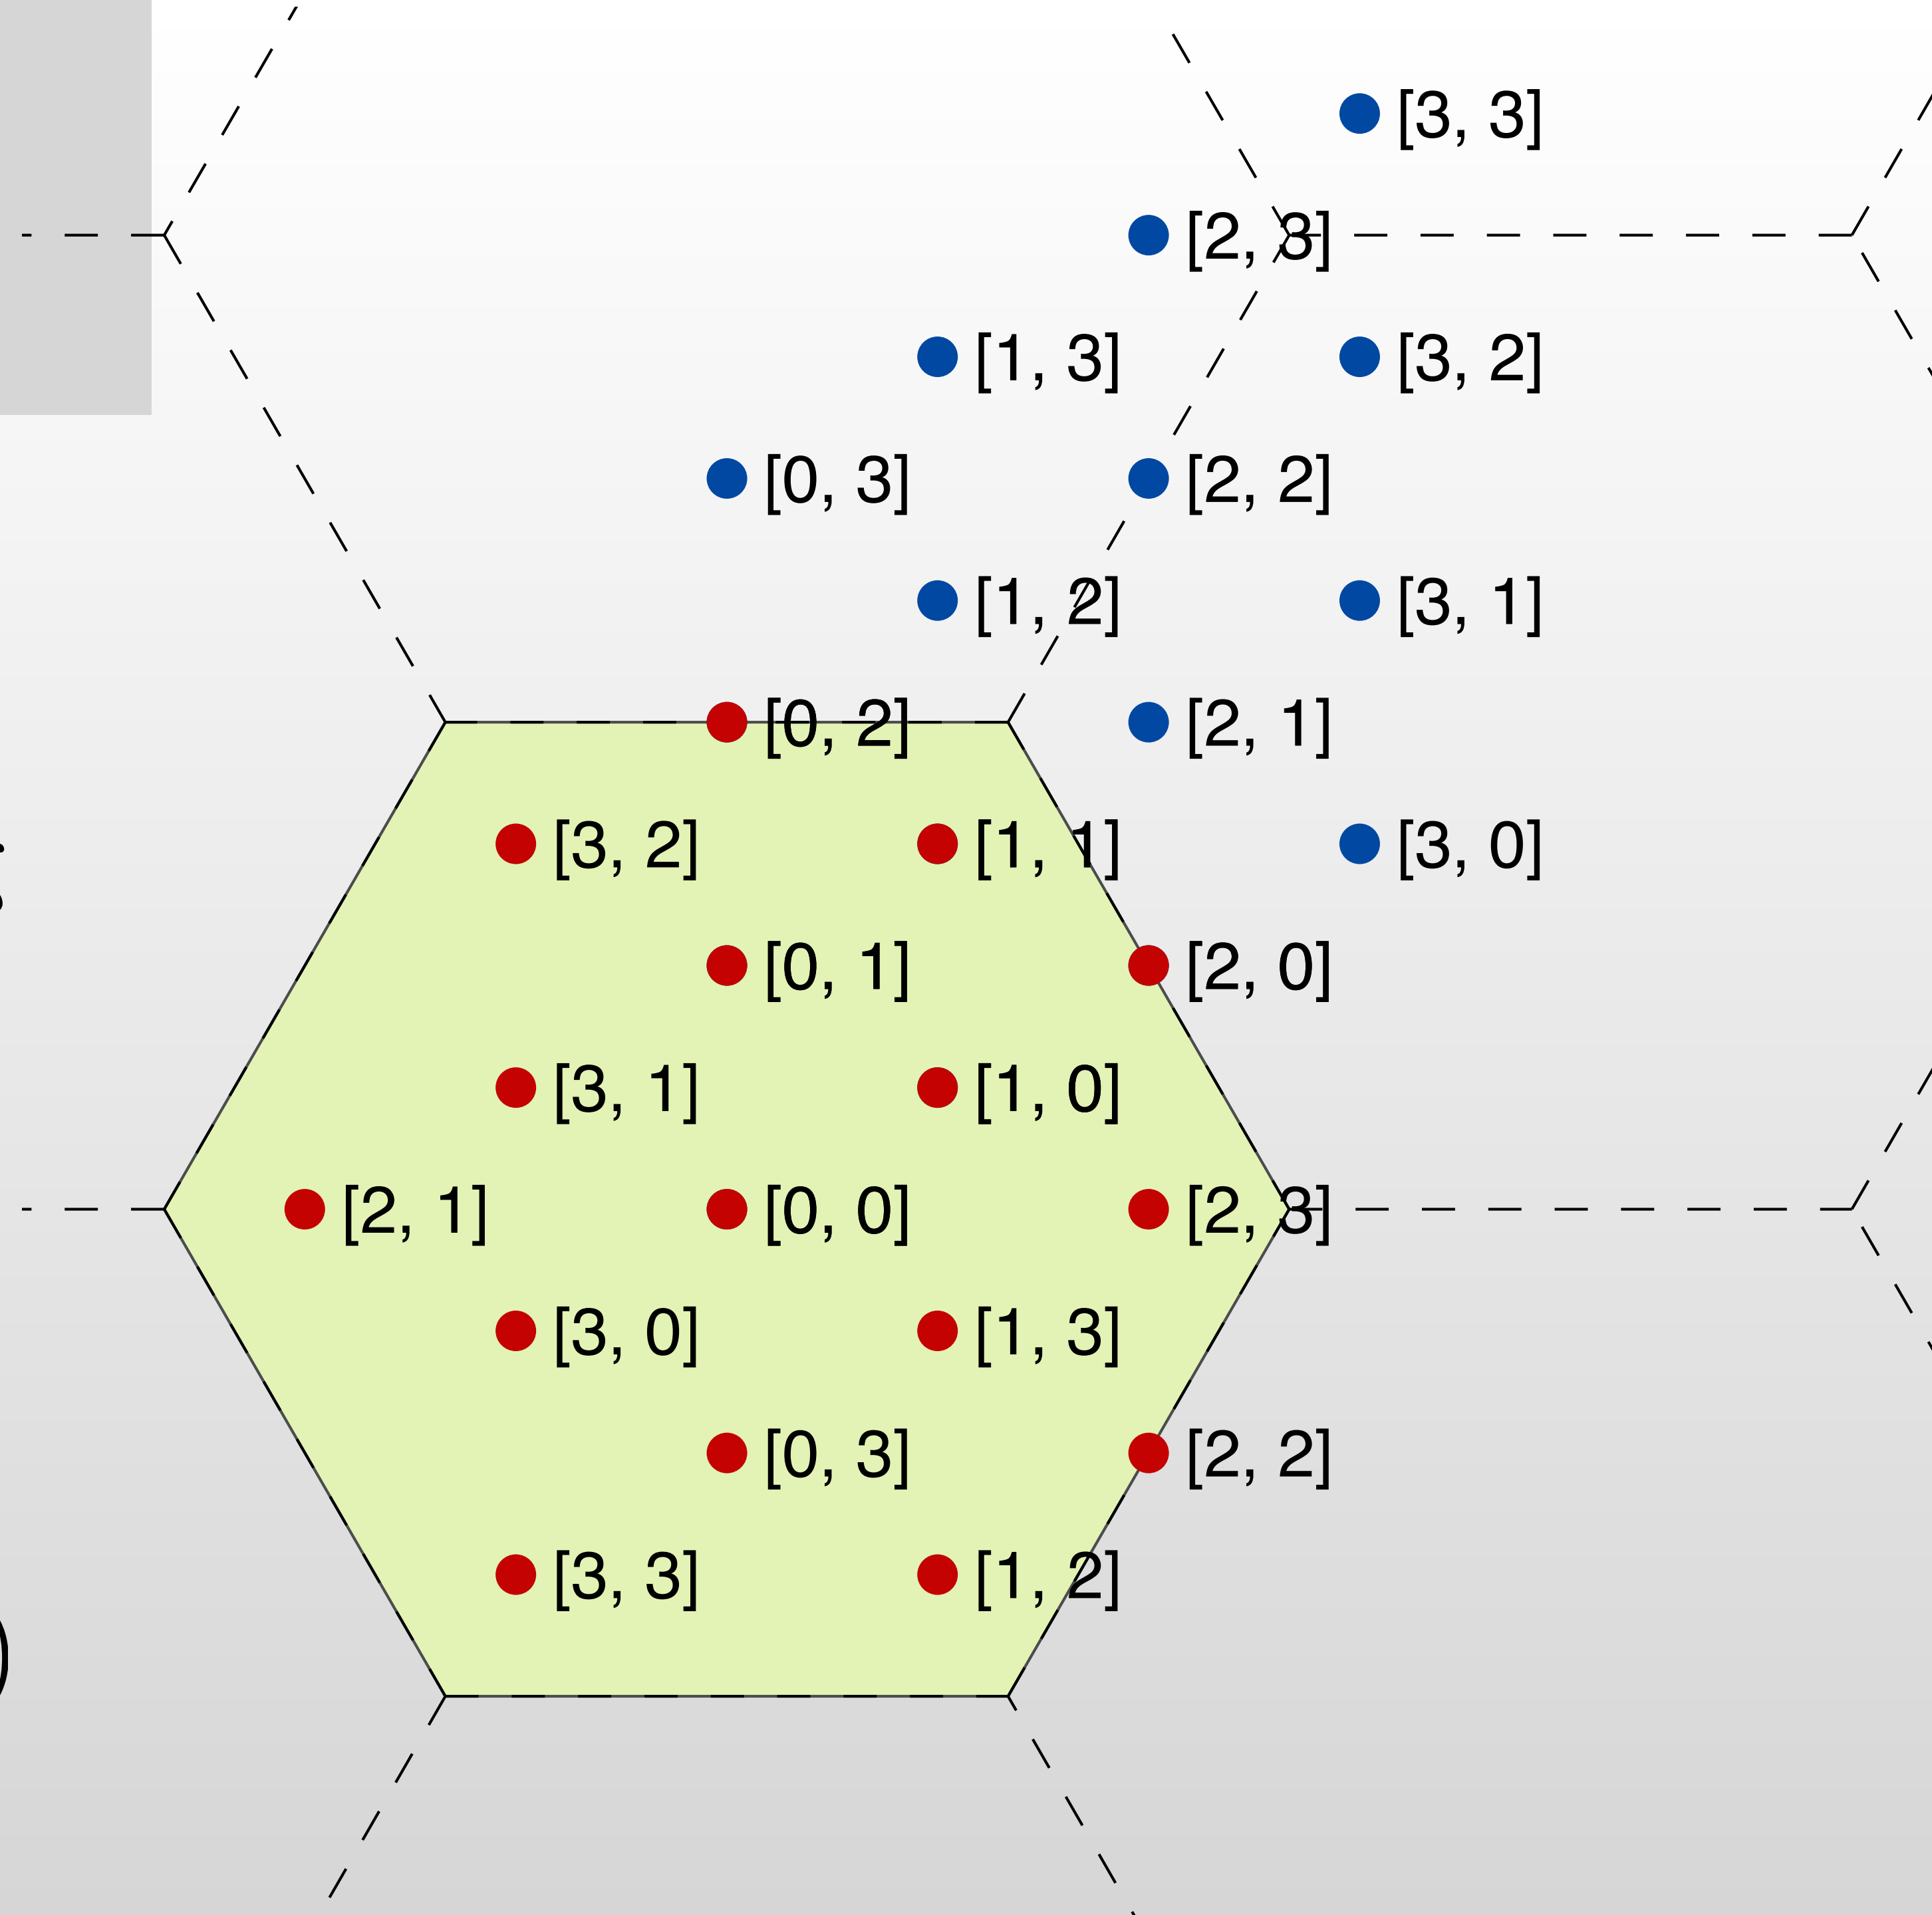 [3, 3]
[2, 3]
[1, 3] [3, 2]
[0, 3] [2, 2]
[1, 2] [3, 1]
[0, 2] [2, 1]
[3, 2] [1, 1] [3, 0]
[0, 1] [2, 0]
[3, 1] [1, 0]
[2, 1] [0, 0] [2, 3]
[3, 0] [1, 3]
[0, 3] [2, 2]
[3, 3] [1, 2]
)